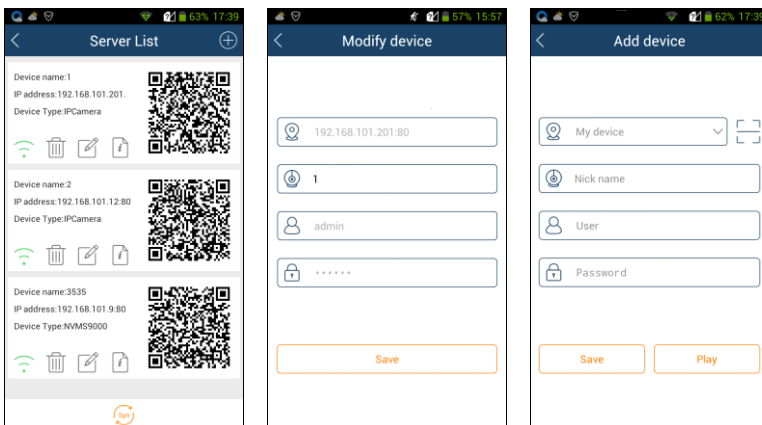 63% 17:39
Server List
Device name:1
IP address:192.168.101.201.
Device Type:IPCamera
Device name:2
IP address:192.168.101.12:80
Device Type:IPCamera
Device name:3535
IP address:192.168.101.9:80
Device Type:NVMS9000
Syn
57% 15:57
Modify device
192.168.101.201:80
1
admin
Save
62% 17:39
Add device
My device
Nick name
User
Password
Save
Play